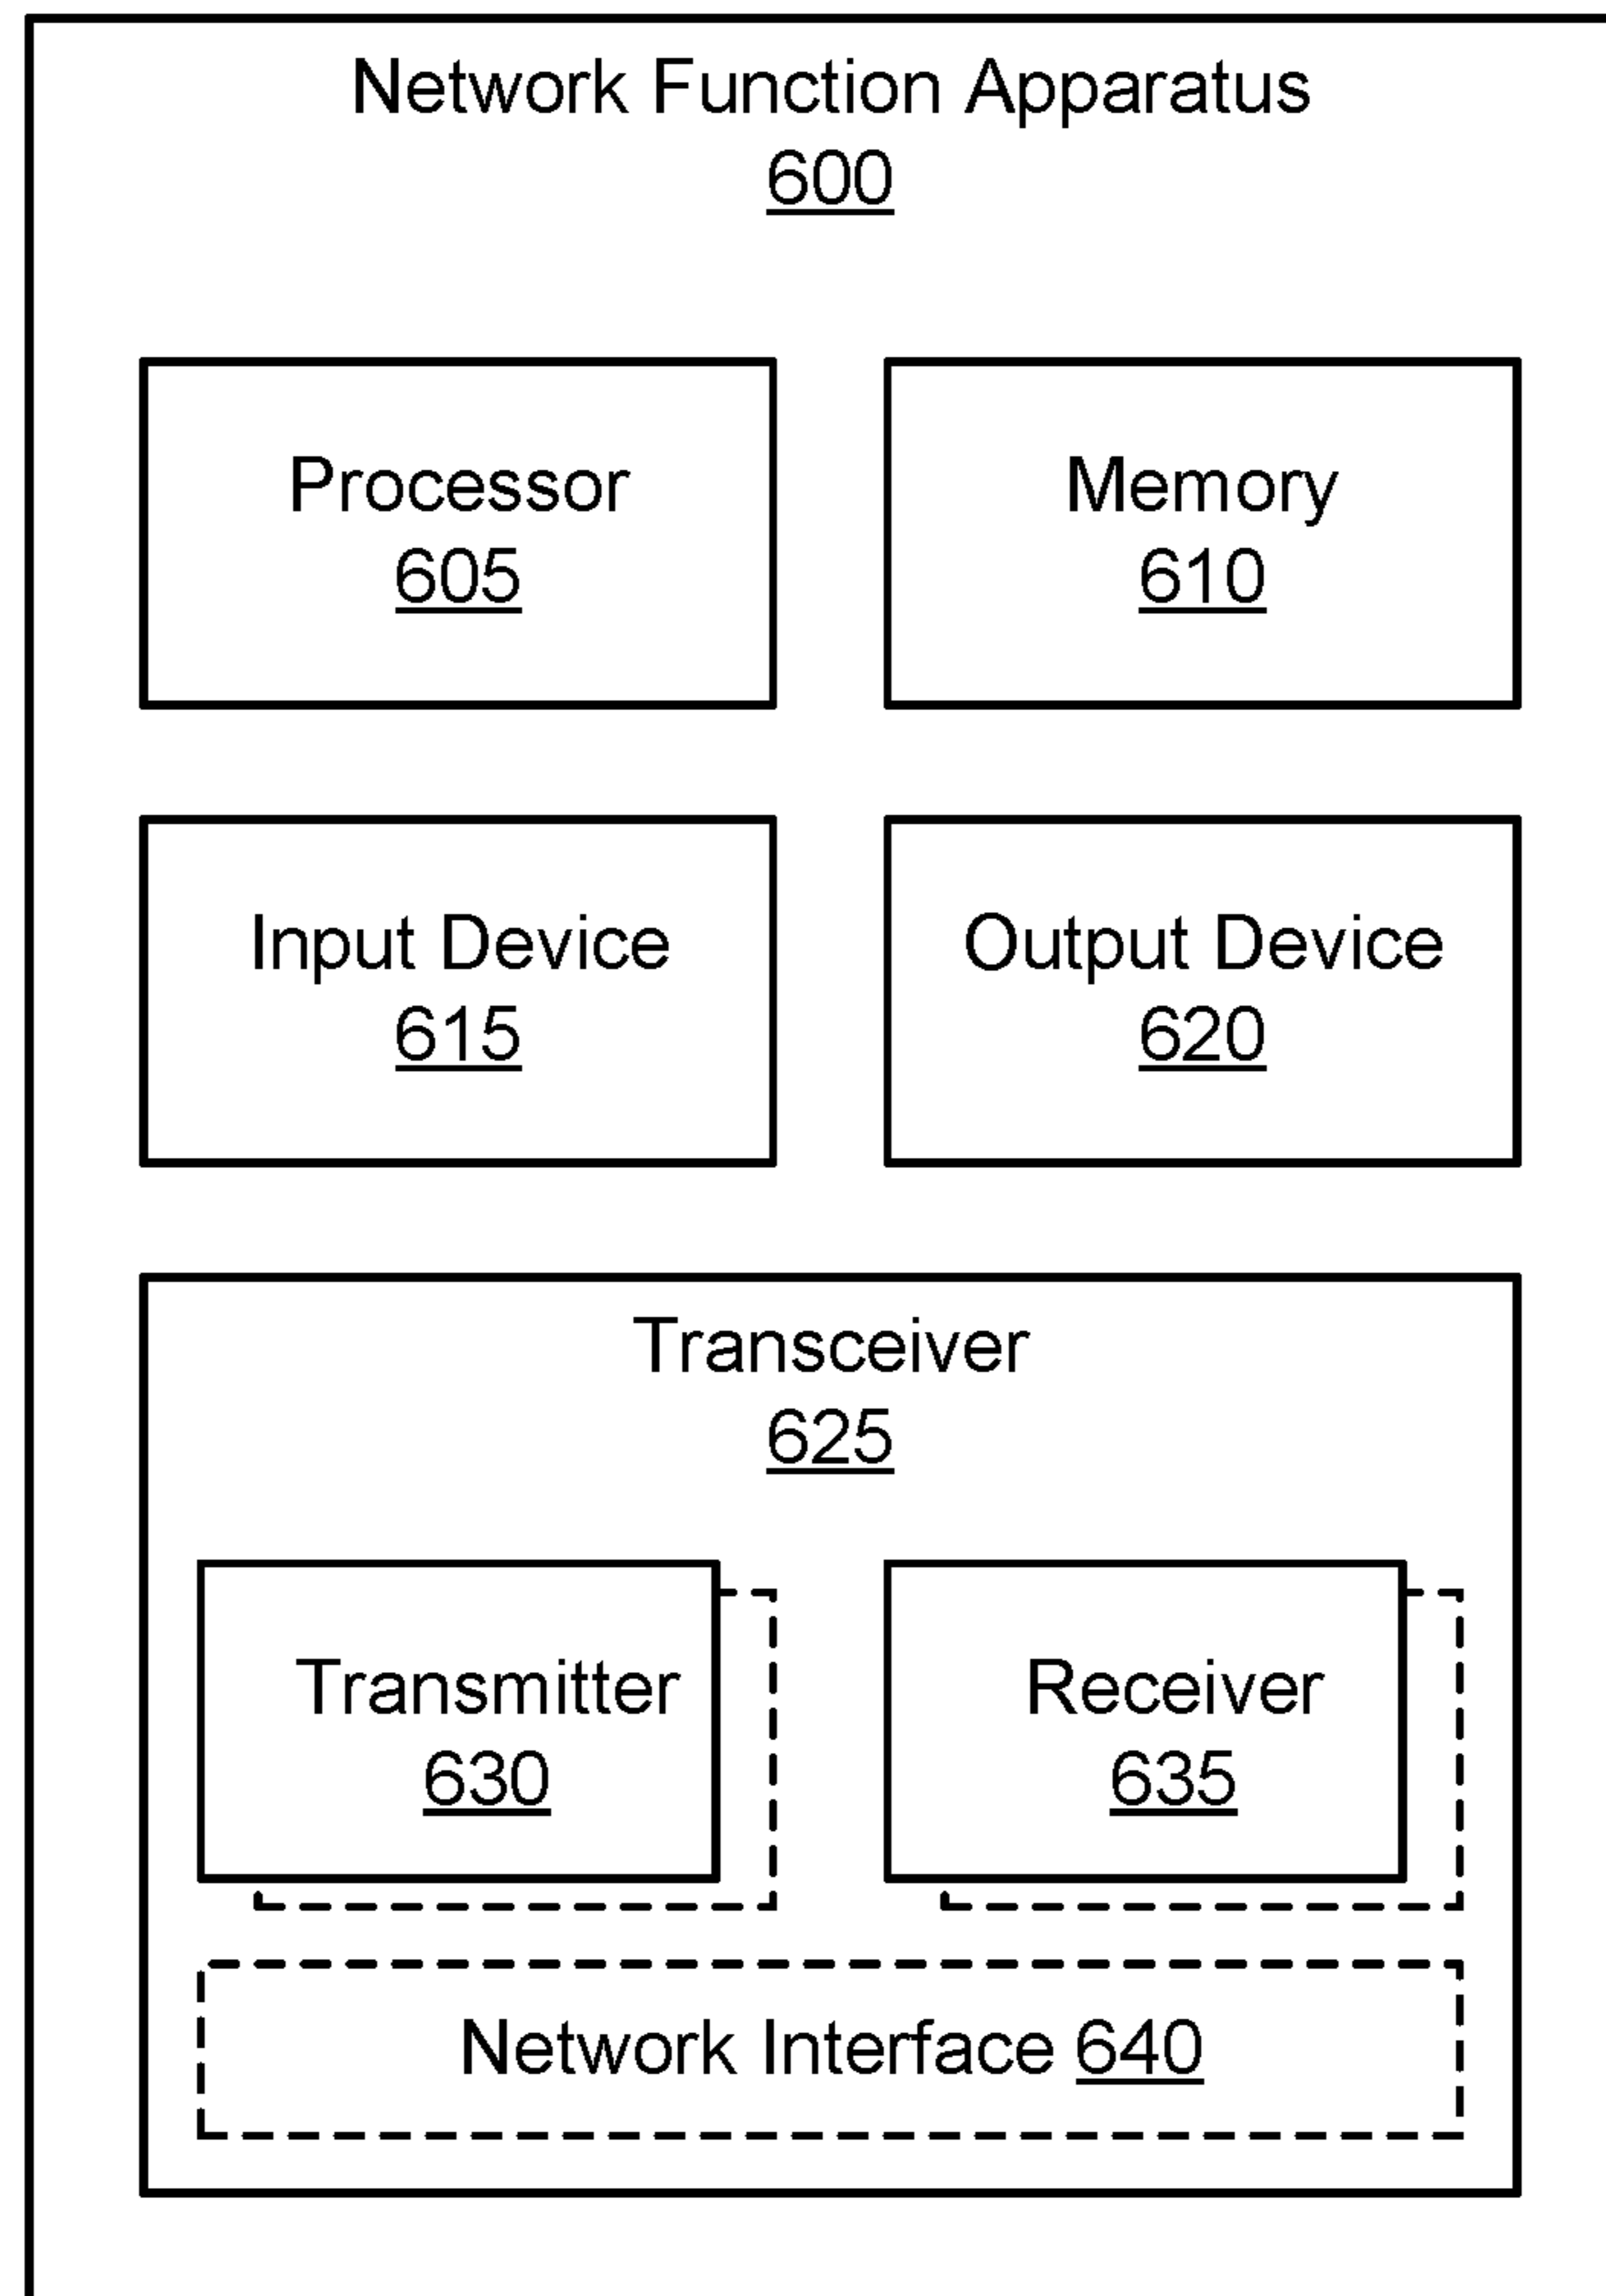 Network Function Apparatus
600
Processor
605
Memory
610
Input Device
615
Output Device
620
Transceiver
625
Transmitter
630
Receiver
635
Network Interface 640